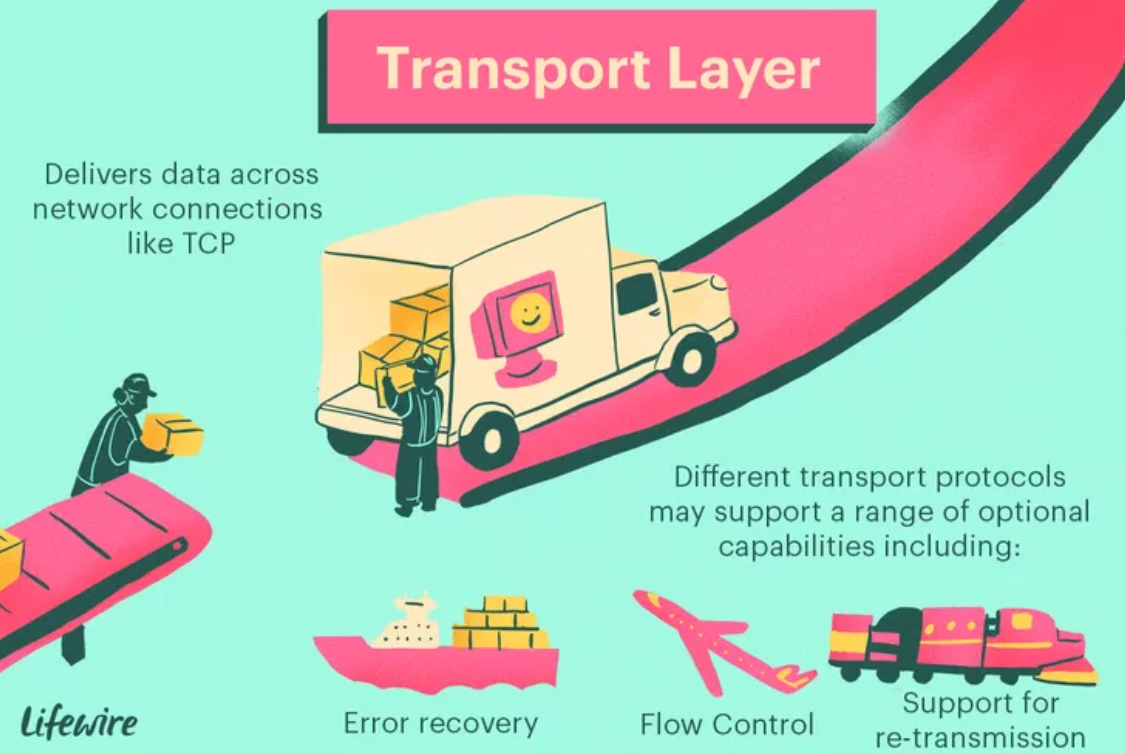 Transport Layer
Delivers data across
network connections
like TCP
Different transport protocols
may support a range of optional
capabilities including:
Error recovery
Flow Control
Support for
re-transmission
Lifewire